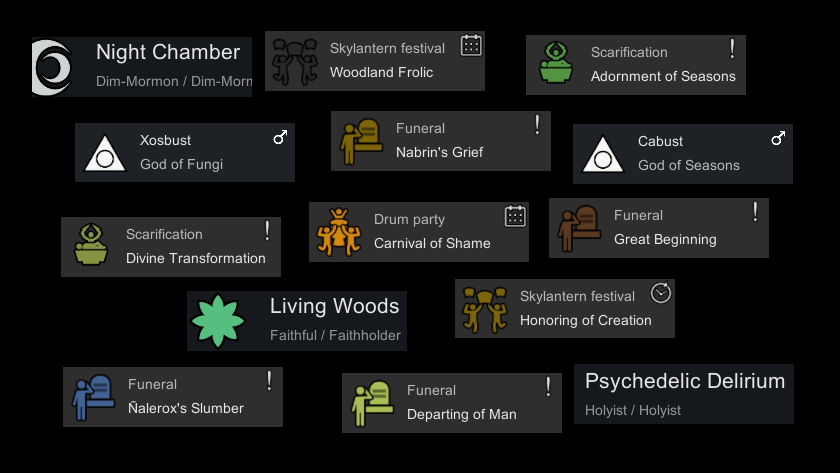 Night Chamber
Dim-Mormon / Dim-Morm
Skylantern festival
Woodland Frolic
Scarification
Adornment of Seasons
Xosbust
God of Fungi
Funeral
Nabrin's Grief
Cabust
God of Seasons
Scarification
Divine Transformation
Drum party
Carnival of Shame
Funeral
Great Beginning
Living Woods
Faithful / Faithholder
Skylantern festival
Honoring of Creation
Funeral
Ñalerox's Slumber
Funeral
Departing of Man
Psychedelic Delirium
Holyist / Holyist